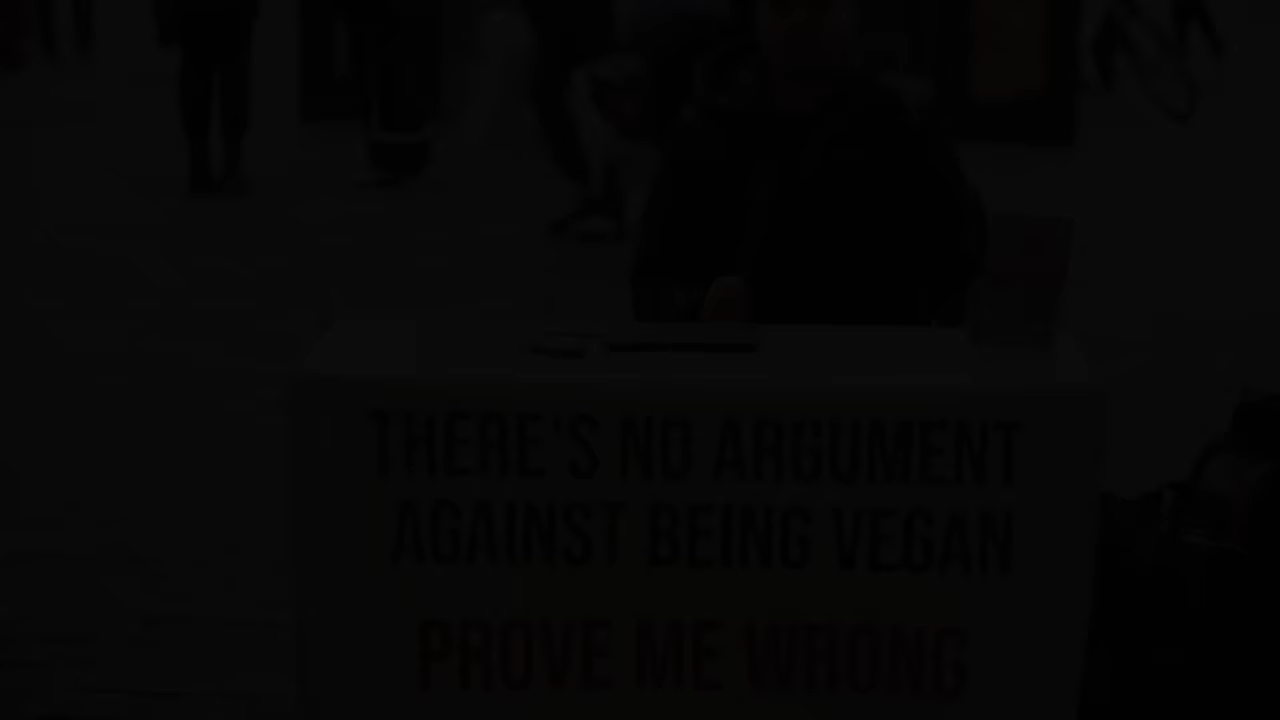 THERE'S NO ARGUMENT
AGAINST BEING VEGAN
PROVE ME WRONG